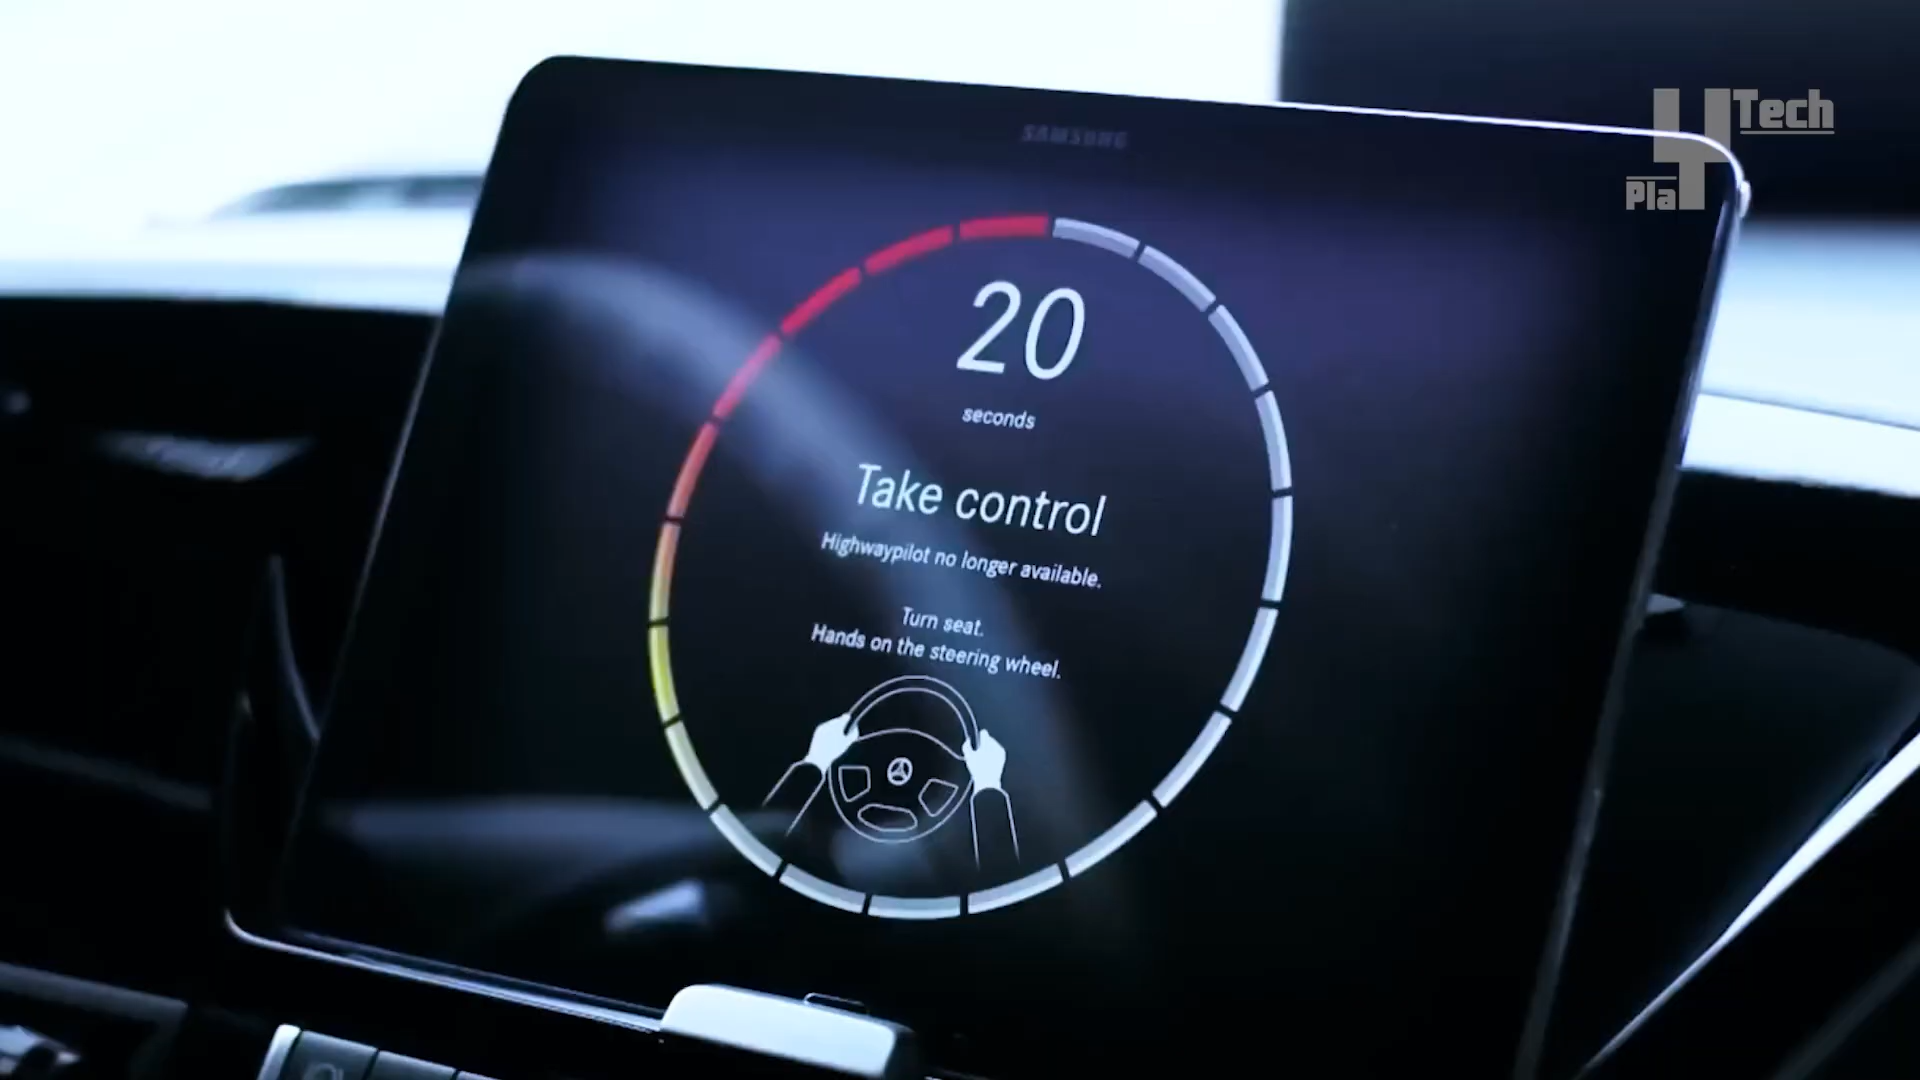 SAMSUNG
Tech
Pla
20
seconds
Take control
Highwaypilot no longer available.
Turn seat.
Hands on the steering wheel.